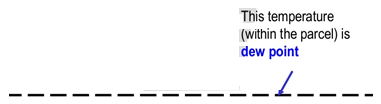 This temperature
(within the parcel) is
dew point